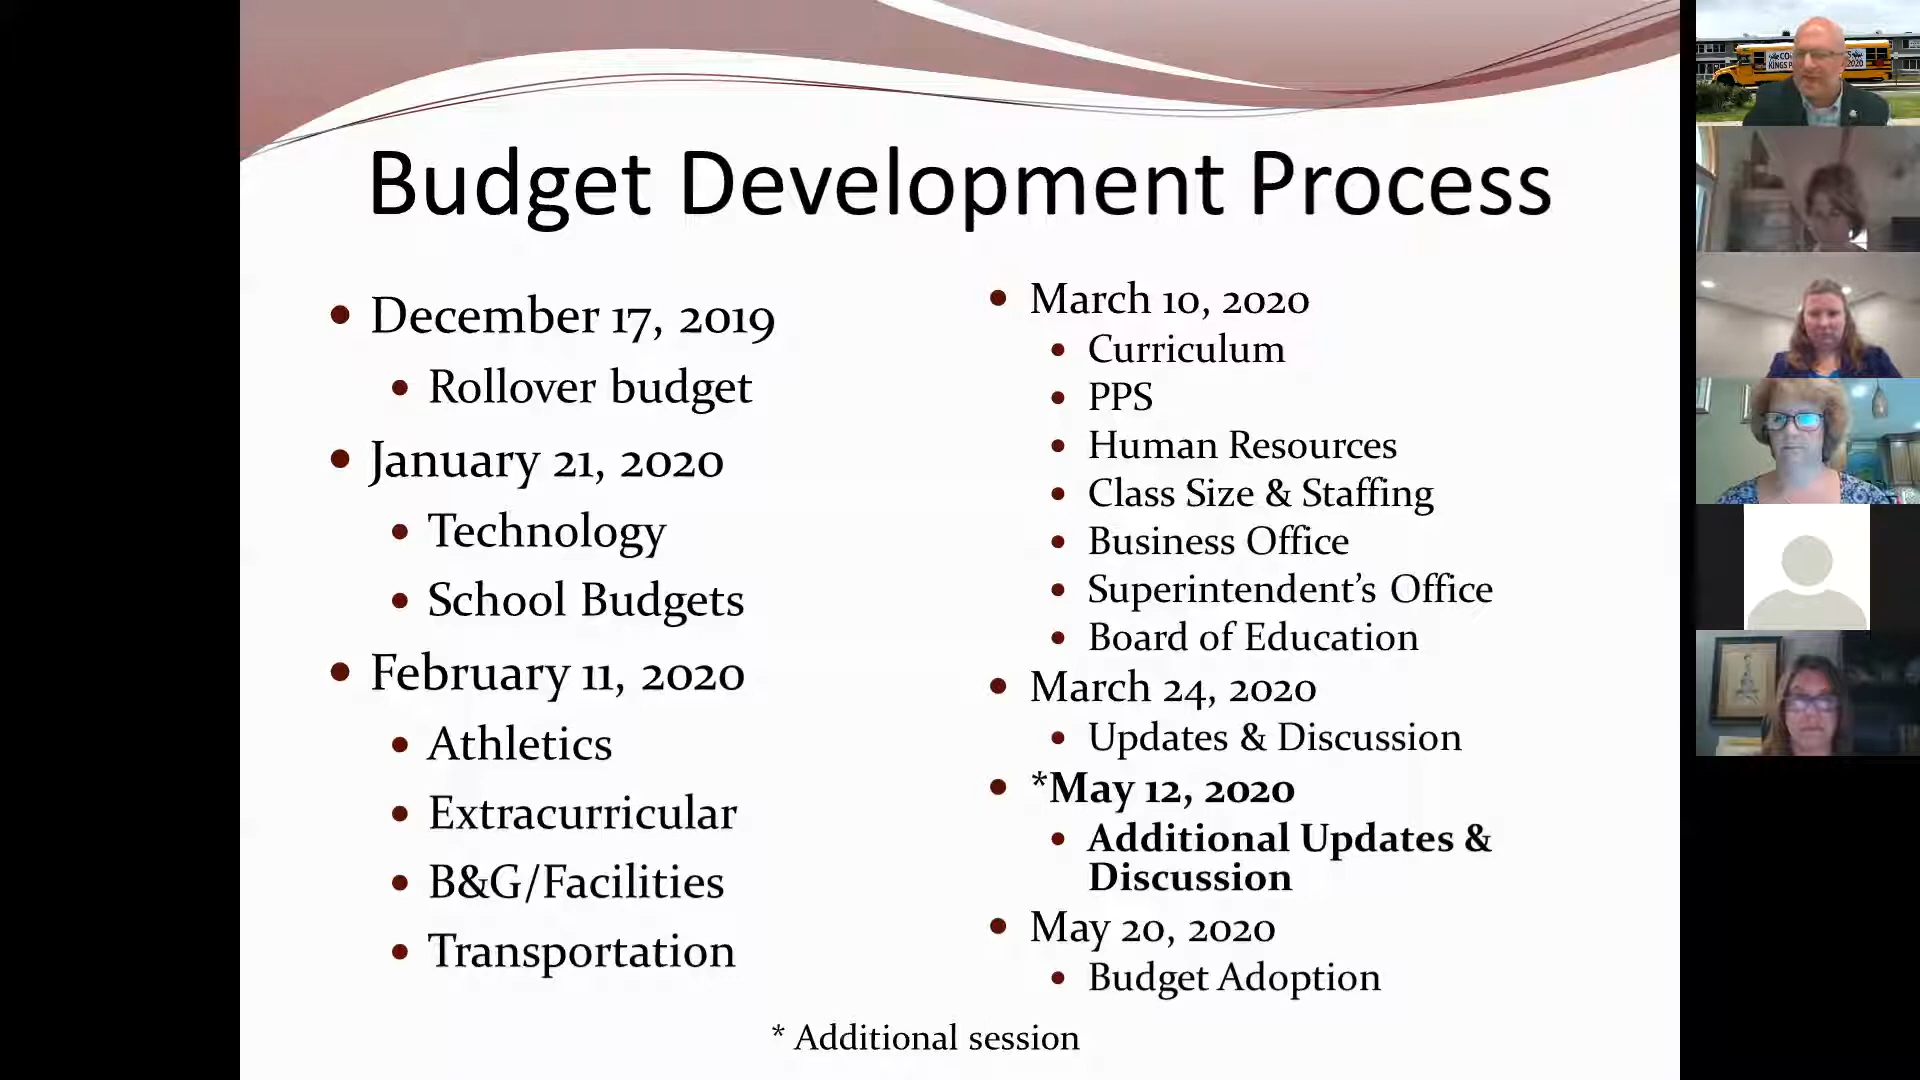 Budget Development Process
• December 17, 2019
• Rollover budget
• January 21, 2020
• Technology
• School Budgets
• February 11, 2020
• Athletics
• Extracurricular
• B&G/Facilities
• Transportation
• March 10, 2020
• Curriculum
• PPS
• Human Resources
• Class Size & Staffing
• Business Office
• Superintendent’s Office
• Board of Education
• March 24, 2020
• Updates & Discussion
• *May 12, 2020
• Additional Updates &
Discussion
• May 20, 2020
• Budget Adoption
* Additional session
KINGS
2020